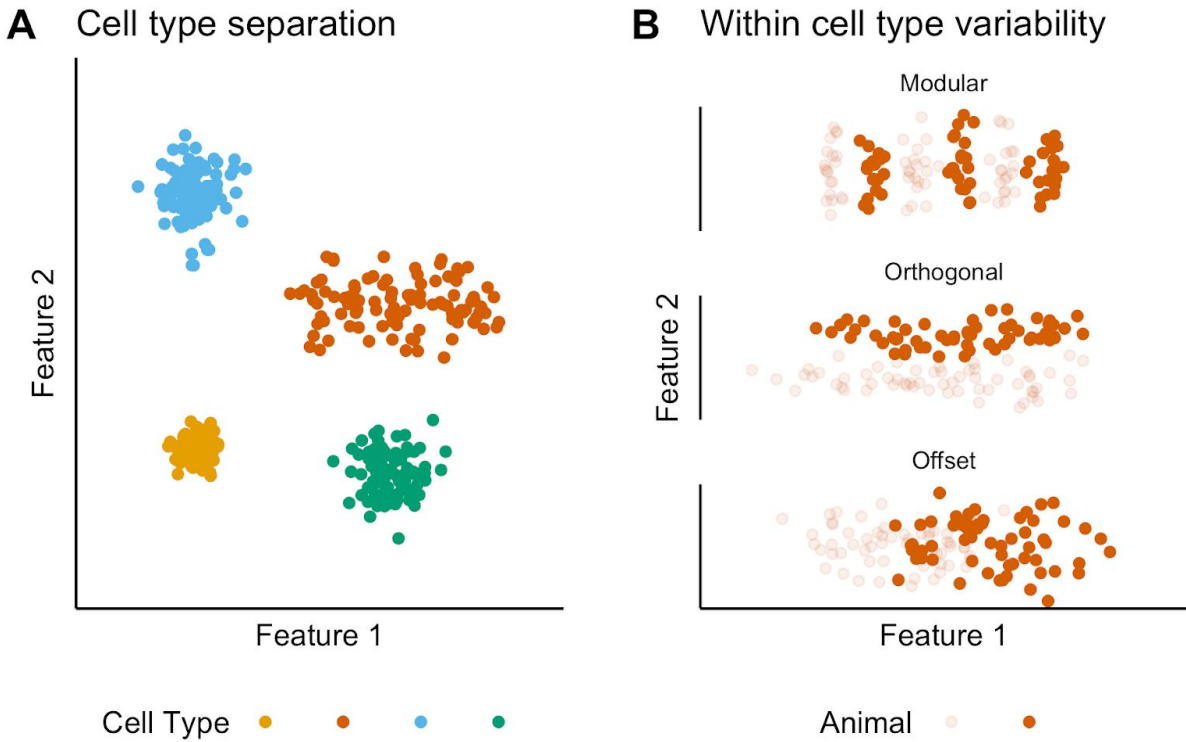 A Cell type separation
Feature 2
Feature 1
Cell Type
B Within cell type variability
Modular
Orthogonal
Offset
Feature 2
Feature 1
Animal